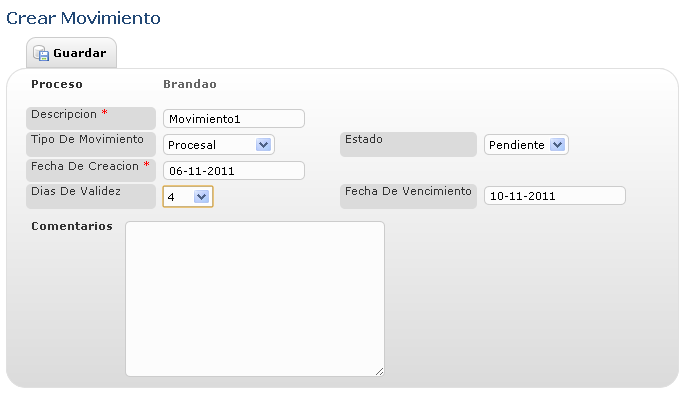 Crear Movimiento
Guardar
Proceso Brandao
Descripcion * Movimiento1
Tipo De Movimiento Procesal Estado Pendiente
Fecha De Creacion * 06-11-2011
Dias De Validez 4 Fecha De Vencimiento 10-11-2011
Comentarios